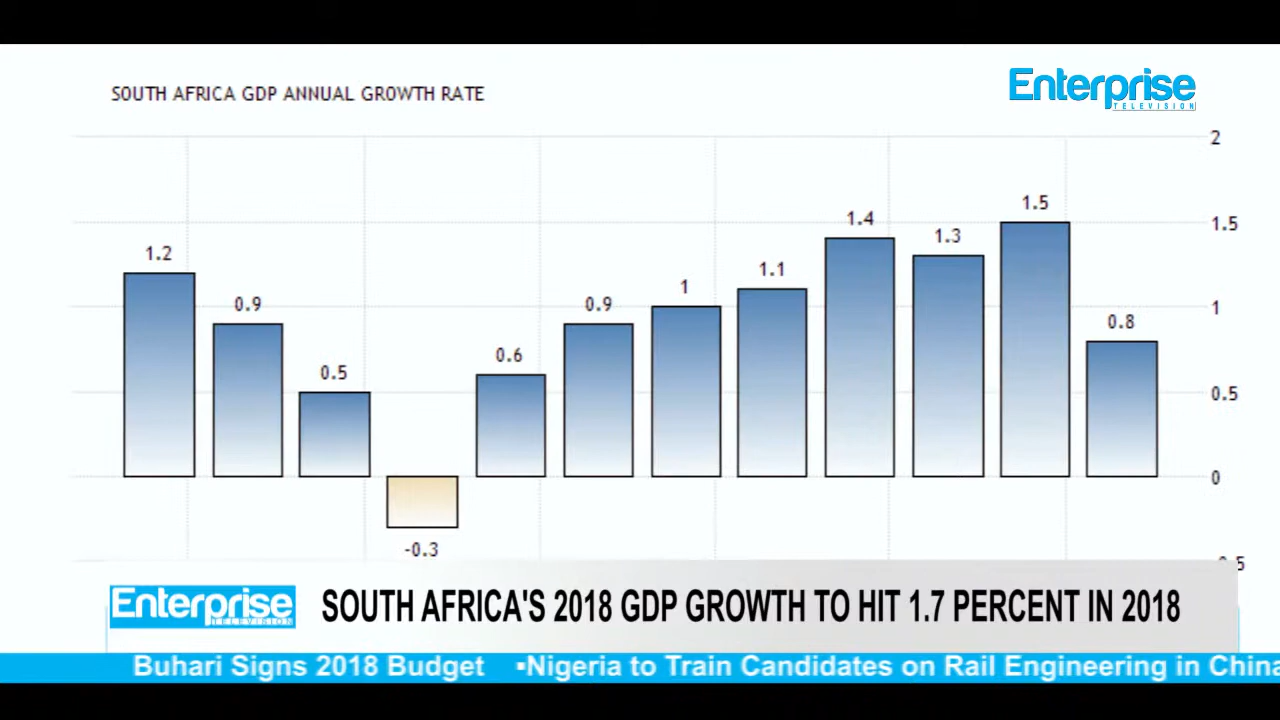 SOUTH AFRICA GDP ANNUAL GROWTH RATE
Enterprise
TELEVISION
2
1.5
1
0.5
0
1.2
0.9
0.5
-0.3
0.6
0.9
1
1.1
1.4
1.3
1.5
0.8
Enterprise
TELEVISION
SOUTH AFRICA'S 2018 GDP GROWTH TO HIT 1.7 PERCENT IN 2018
Buhari Signs 2018 Budget ▪Nigeria to Train Candidates on Rail Engineering in China